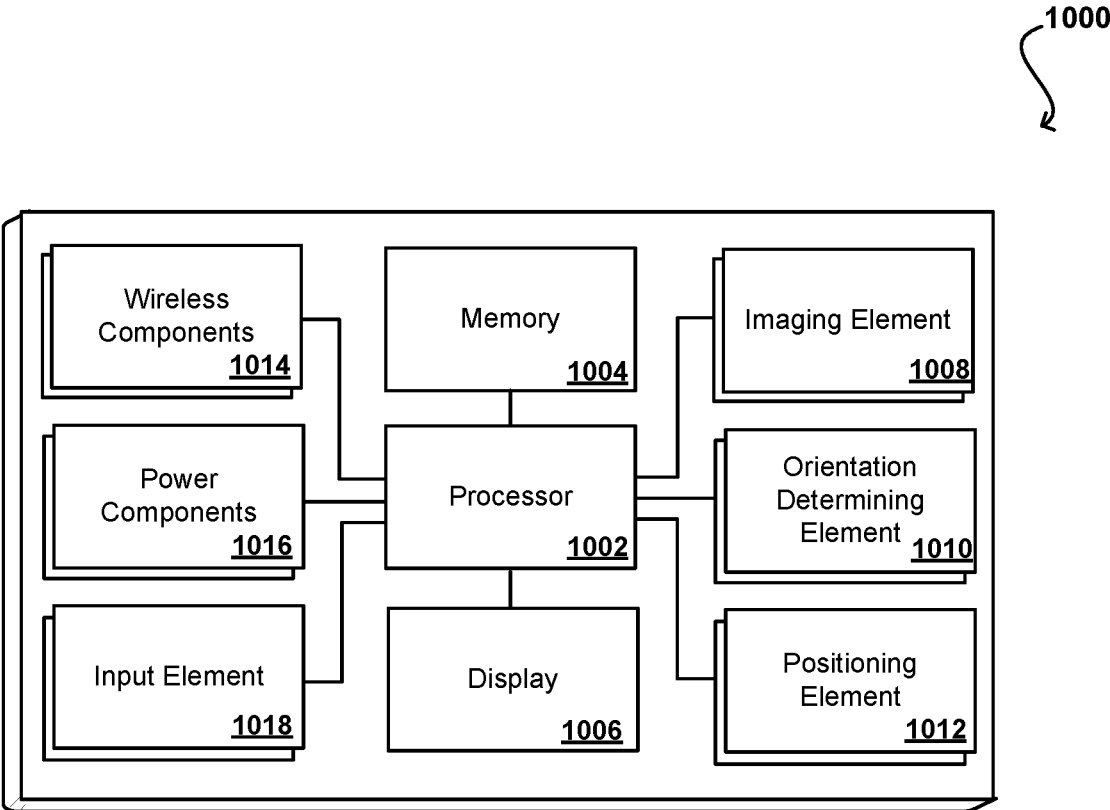 1000
Wireless
Components
1014
Memory
1004
Imaging Element
1008
Power
Components
1016
Processor
1002
Orientation
Determining
Element
1010
Input Element
1018
Display
1006
Positioning
Element
1012